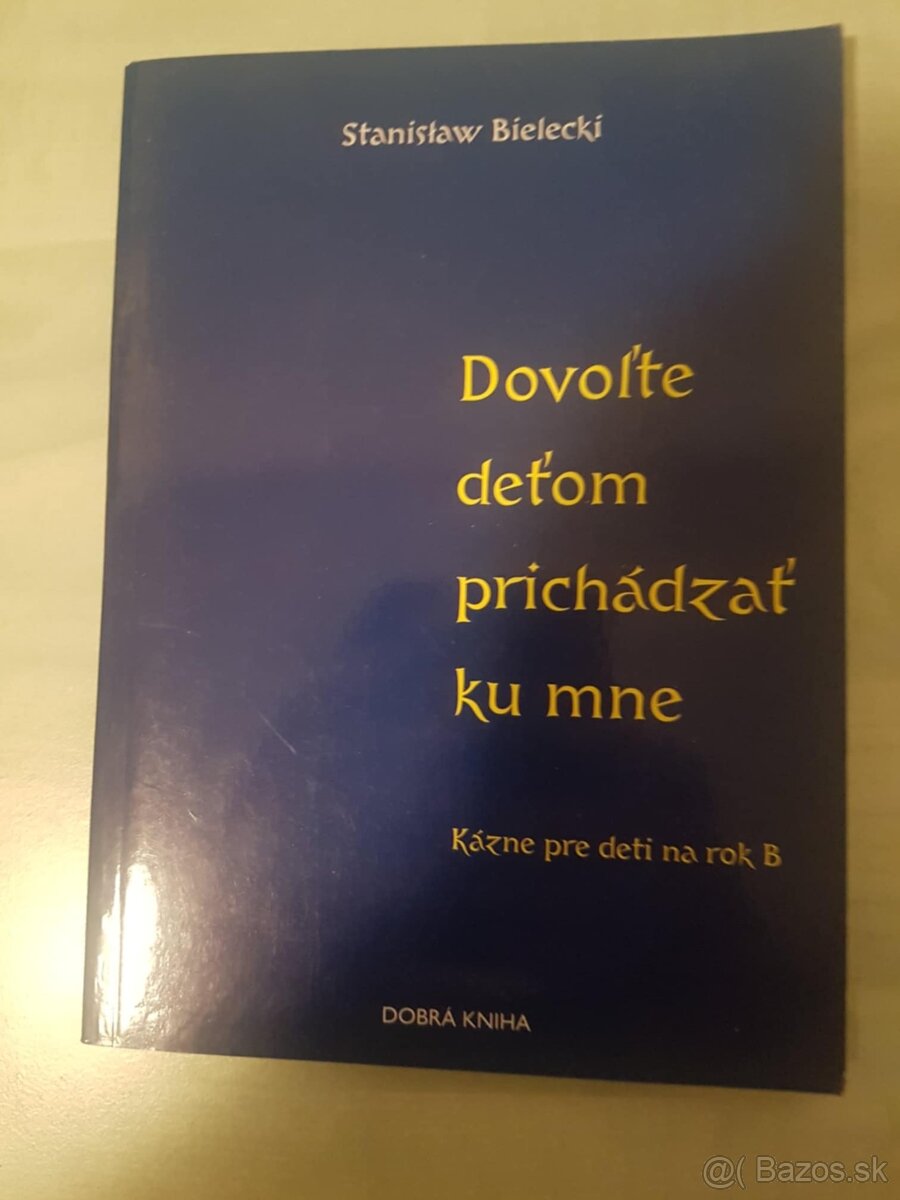 Stanisław Bielecki
Dovoľte
deťom
prichádzať
ku mne
Kázne pre deti na rok B
DOBRÁ KNIHA
@( Bazos.sk